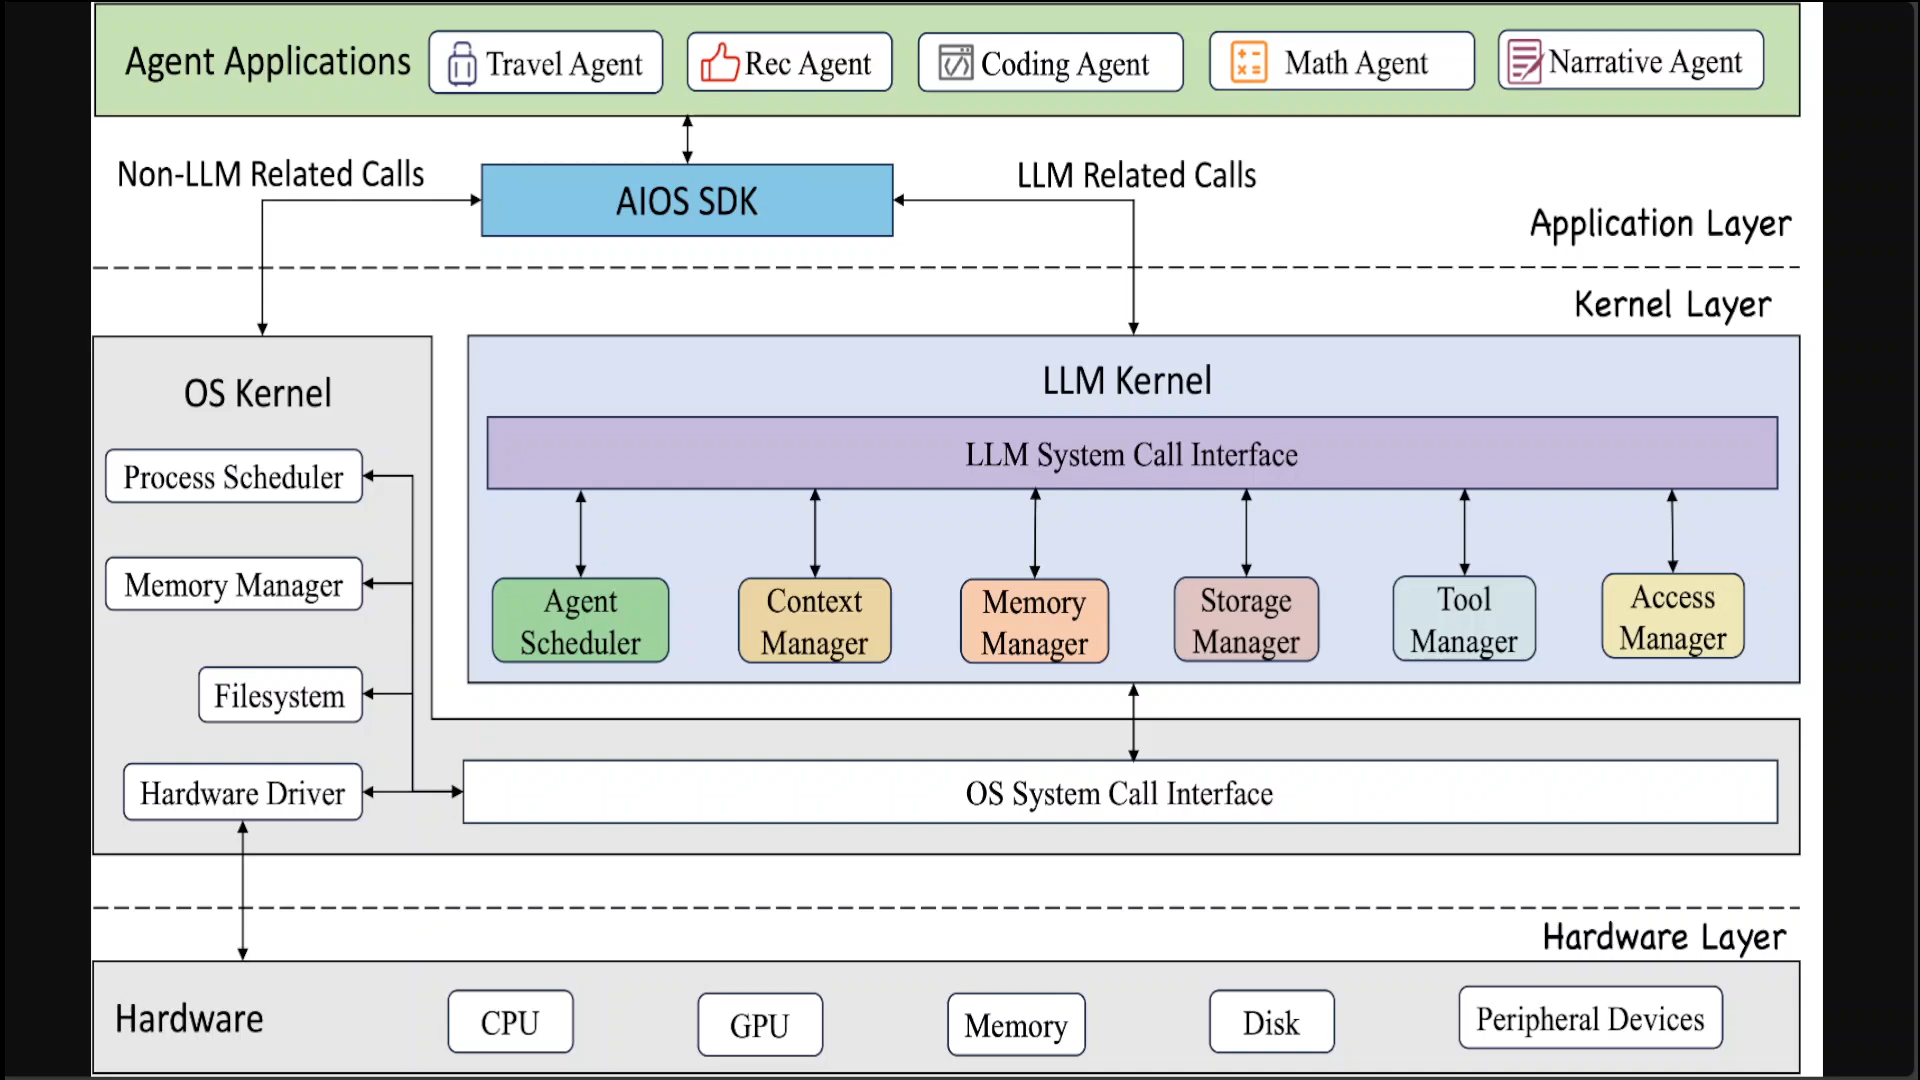 Agent Applications
Travel Agent
Rec Agent
Coding Agent
Math Agent
Narrative Agent
Non-LLM Related Calls
AIOS SDK
LLM Related Calls
Application Layer
Kernel Layer
OS Kernel
Process Scheduler
Memory Manager
Filesystem
Hardware Driver
LLM Kernel
LLM System Call Interface
Agent
Scheduler
Context
Manager
Memory
Manager
Storage
Manager
Tool
Manager
Access
Manager
OS System Call Interface
Hardware Layer
Hardware
CPU
GPU
Memory
Disk
Peripheral Devices